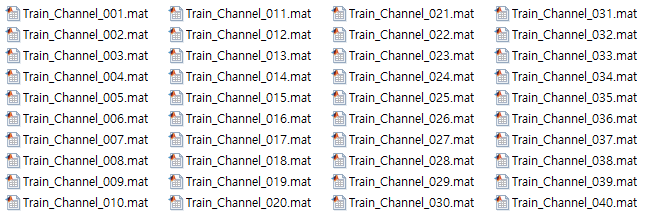 Train_Channel_001.mat
Train_Channel_002.mat
Train_Channel_003.mat
Train_Channel_004.mat
Train_Channel_005.mat
Train_Channel_006.mat
Train_Channel_007.mat
Train_Channel_008.mat
Train_Channel_009.mat
Train_Channel_010.mat
Train_Channel_011.mat
Train_Channel_012.mat
Train_Channel_013.mat
Train_Channel_014.mat
Train_Channel_015.mat
Train_Channel_016.mat
Train_Channel_017.mat
Train_Channel_018.mat
Train_Channel_019.mat
Train_Channel_020.mat
Train_Channel_021.mat
Train_Channel_022.mat
Train_Channel_023.mat
Train_Channel_024.mat
Train_Channel_025.mat
Train_Channel_026.mat
Train_Channel_027.mat
Train_Channel_028.mat
Train_Channel_029.mat
Train_Channel_030.mat
Train_Channel_031.mat
Train_Channel_032.mat
Train_Channel_033.mat
Train_Channel_034.mat
Train_Channel_035.mat
Train_Channel_036.mat
Train_Channel_037.mat
Train_Channel_038.mat
Train_Channel_039.mat
Train_Channel_040.mat